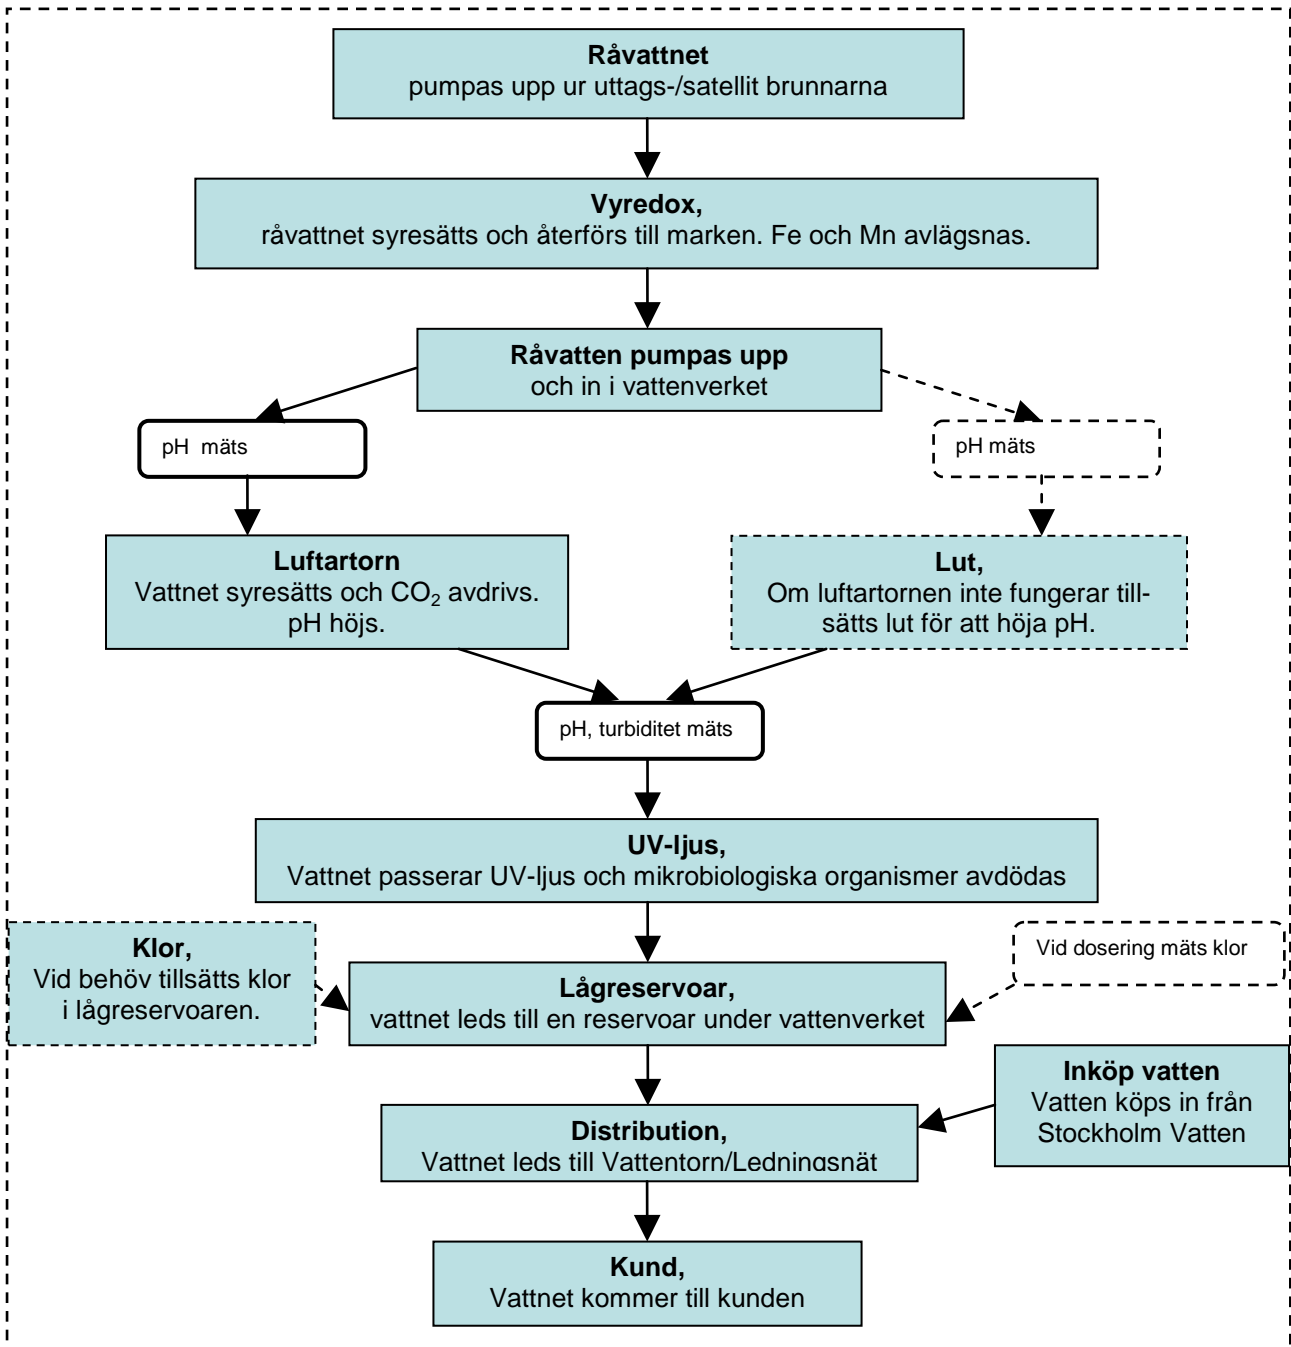 Råvattnet
pumpas upp ur uttags-/satellit brunnarna
Vyredox,
råvattnet syresätts och återförs till marken. Fe och Mn avlägsnas.
Råvatten pumpas upp
och in i vattenverket
pH mäts
pH mäts
Luftartorn
Vattnet syresätts och CO₂ avdrivs.
pH höjs.
Lut,
Om luftartornen inte fungerar till-
sätts lut för att höja pH.
pH, turbiditet mäts
UV-ljus,
Vattnet passerar UV-ljus och mikrobiologiska organismer avdödas
Klor,
Vid behöv tillsätts klor
i lågreservoaren.
Vid dosering mäts klor
Lågreservoar,
vattnet leds till en reservoar under vattenverket
Inköp vatten
Vatten köps in från
Stockholm Vatten
Distribution,
Vattnet leds till Vattentorn/Ledningsnät
Kund,
Vattnet kommer till kunden